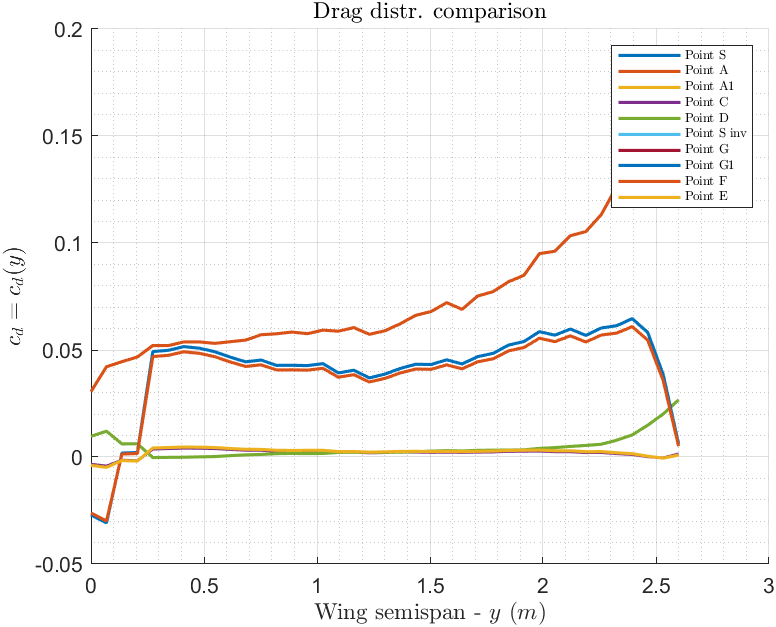 Drag distr. comparison
0.2
0.15
0.1
0.05
0
-0.05
c_d = c_d(y)
Point S
Point A
Point A1
Point C
Point D
Point S inv
Point G
Point G1
Point F
Point E
0 0.5 1 1.5 2 2.5 3
Wing semispan - y (m)